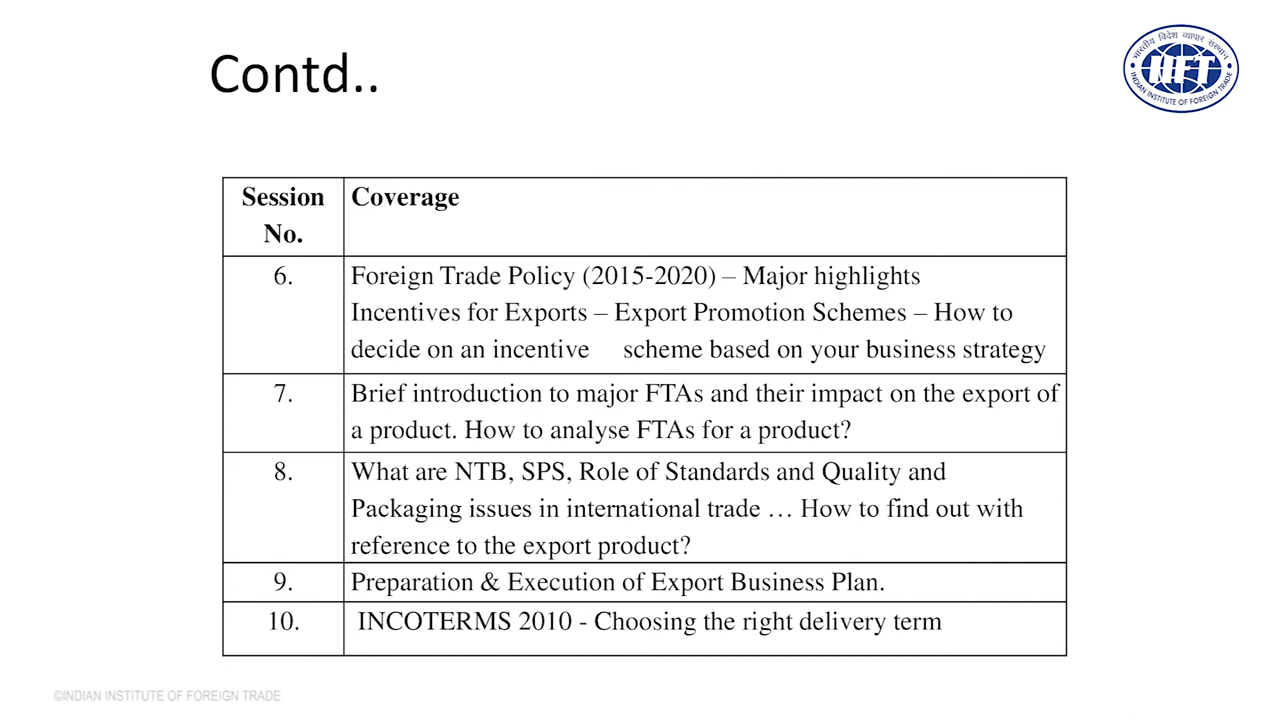 Contd..
भारतीय विदेश व्यापार संस्थान
IIFT
INDIAN INSTITUTE OF FOREIGN TRADE
Session No.
Coverage
6.
Foreign Trade Policy (2015-2020) – Major highlights
Incentives for Exports – Export Promotion Schemes – How to
decide on an incentive scheme based on your business strategy
7.
Brief introduction to major FTAs and their impact on the export of
a product. How to analyse FTAs for a product?
8.
What are NTB, SPS, Role of Standards and Quality and
Packaging issues in international trade … How to find out with
reference to the export product?
9.
Preparation & Execution of Export Business Plan.
10.
INCOTERMS 2010 - Choosing the right delivery term
©INDIAN INSTITUTE OF FOREIGN TRADE